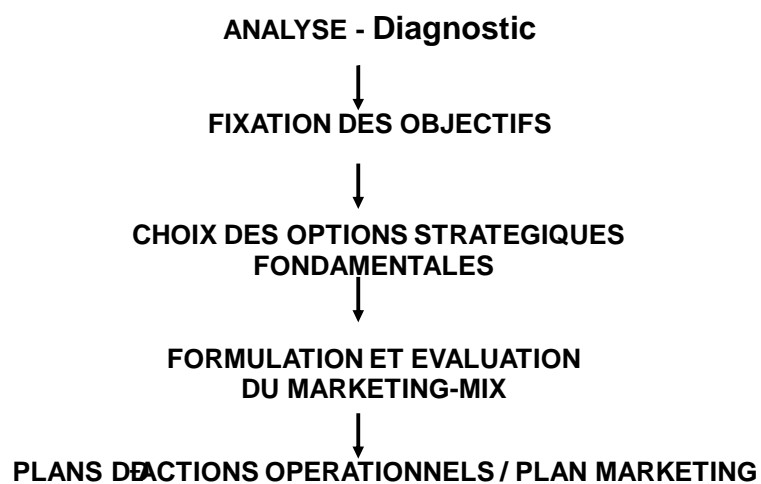 ANALYSE - Diagnostic
FIXATION DES OBJECTIFS
CHOIX DES OPTIONS STRATEGIQUES
FONDAMENTALES
FORMULATION ET EVALUATION
DU MARKETING-MIX
PLANS DÐACTIONS OPERATIONNELS / PLAN MARKETING